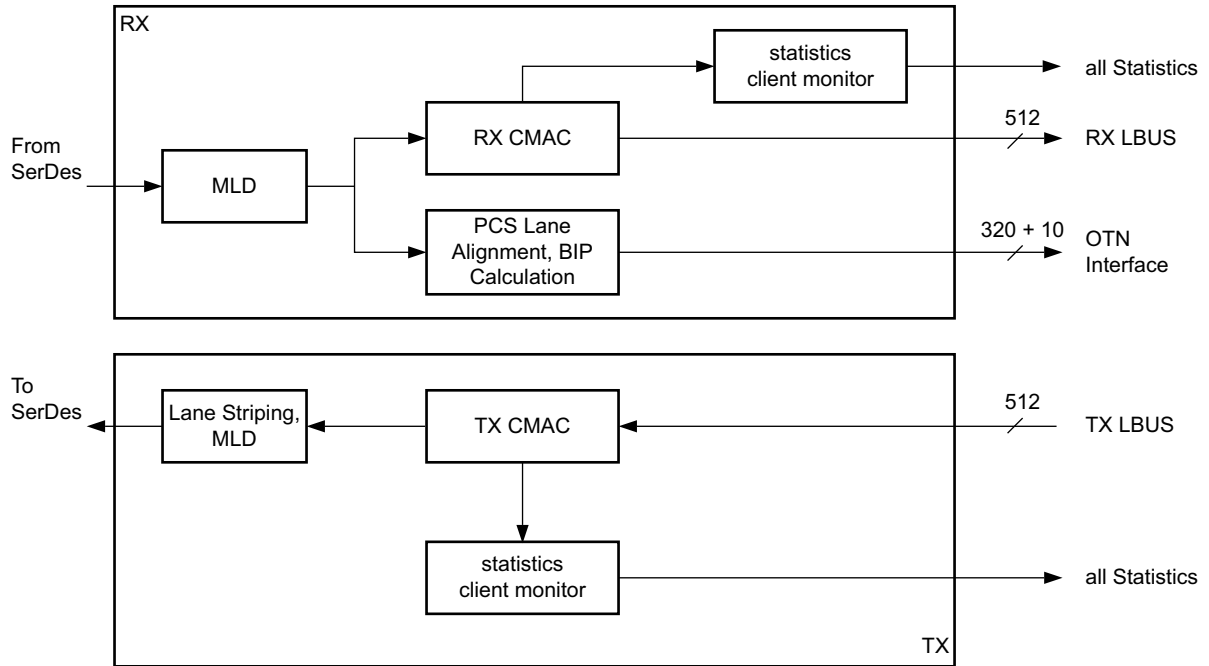 RX
statistics
client monitor
all Statistics
512
RX CMAC
RX LBUS
From
SerDes
MLD
PCS Lane
Alignment, BIP
Calculation
320 + 10
OTN
Interface
To
SerDes
Lane Striping,
MLD
TX CMAC
512
TX LBUS
statistics
client monitor
all Statistics
TX